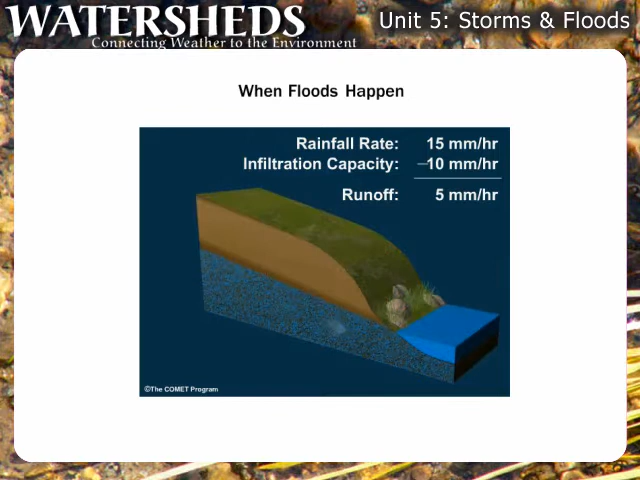 WATERSHEDS
Connecting Weather to the Environment
Unit 5: Storms & Floods
When Floods Happen
Rainfall Rate: 15 mm/hr
Infiltration Capacity: –10 mm/hr
Runoff: 5 mm/hr
©The COMET Program